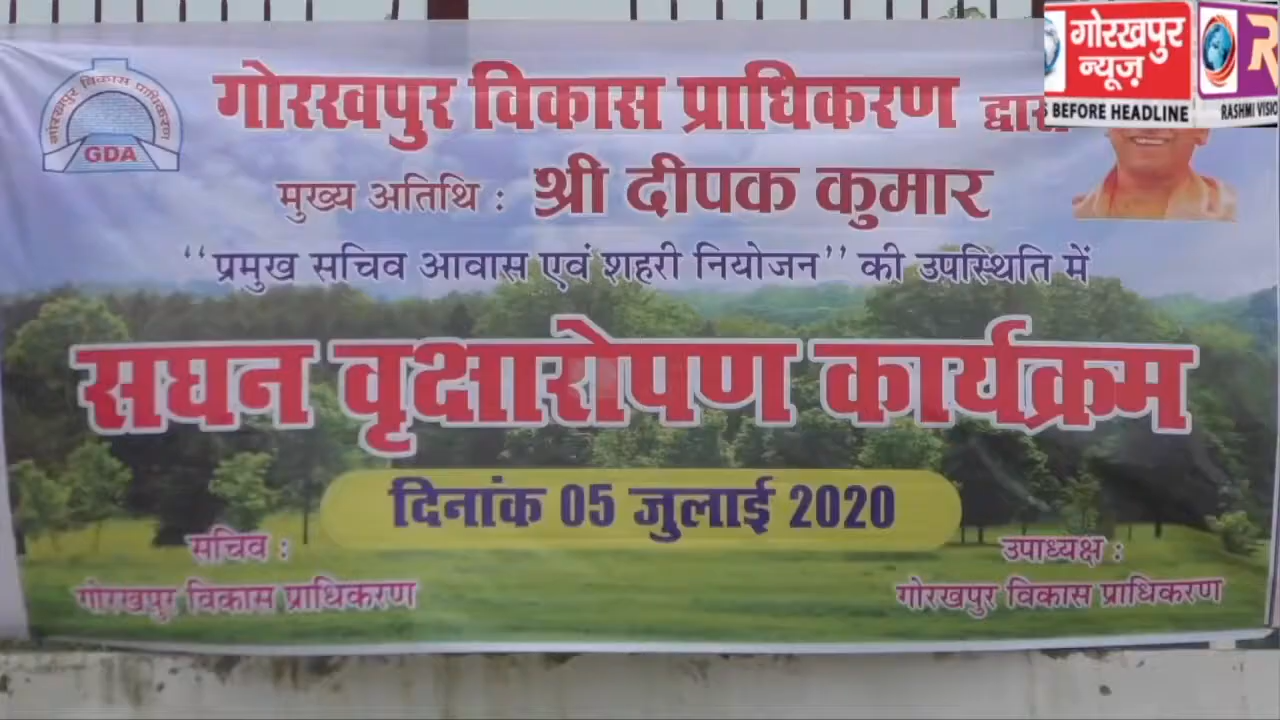 गोरखपुर विकास प्राधिकरण
GDA
गोरखपुर विकास प्राधिकरण द्वारा
गोरखपुर
न्यूज़
BEFORE HEADLINE
R
RASHMI VISIO
मुख्य अतिथि : श्री दीपक कुमार
“प्रमुख सचिव आवास एवं शहरी नियोजन” की उपस्थिति में
सघन वृक्षारोपण कार्यक्रम
दिनांक 05 जुलाई 2020
सचिव :
गोरखपुर विकास प्राधिकरण
उपाध्यक्ष :
गोरखपुर विकास प्राधिकरण